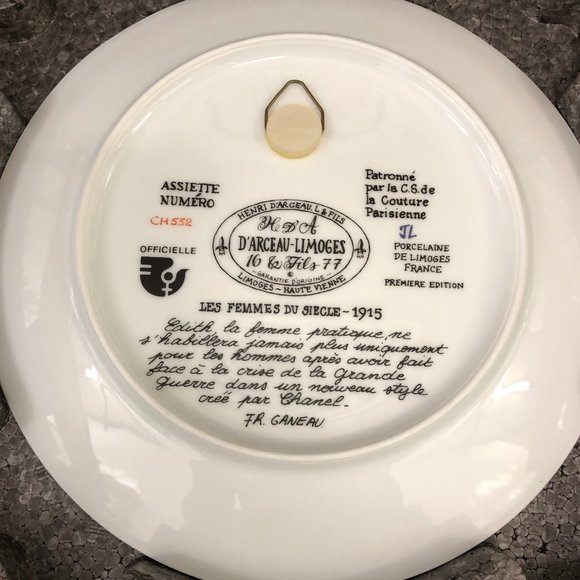 ASSIETTE
NUMÉRO
CH532
OFFICIELLE
Patronné
par la C.S. de
la Couture
Parisienne
JL
PORCELAINE
DE LIMOGES
FRANCE
PREMIÈRE EDITION
HENRI D'ARCEAU. L & FILS
H D'A
D'ARCEAU-LIMOGES
16 & Fils 77
©
GARANTIE D'ORIGINE
LIMOGES - HAUTE VIENNE
LES FEMMES DU SIECLE - 1915
Edith, la femme pratique, ne
s'habillera jamais plus uniquement
pour les hommes après avoir fait
face à la crise de la Grande
Guerre dans un nouveau style
créé par Chanel.
FR. GANEAU